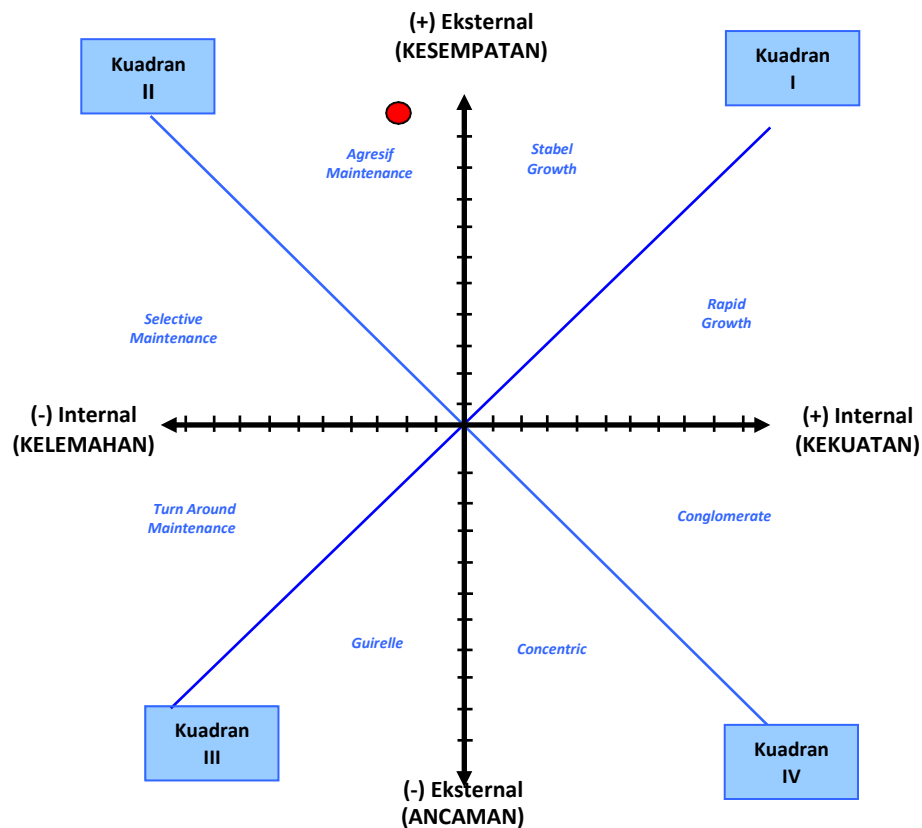 (+) Eksternal
(KESEMPATAN)
Kuadran
II
Kuadran
I
Agresif
Maintenance
Stabel
Growth
Selective
Maintenance
Rapid
Growth
(-) Internal
(KELEMAHAN)
(+) Internal
(KEKUATAN)
Turn Around
Maintenance
Conglomerate
Guirelle
Concentric
Kuadran
III
Kuadran
IV
(-) Eksternal
(ANCAMAN)